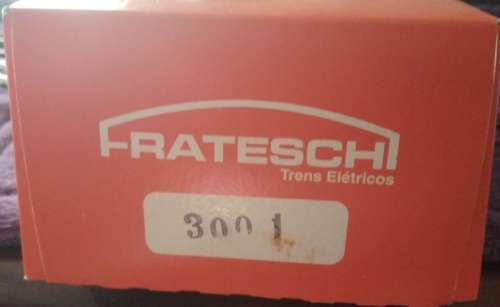 FRATESCHI
Trens Elétricos
3001